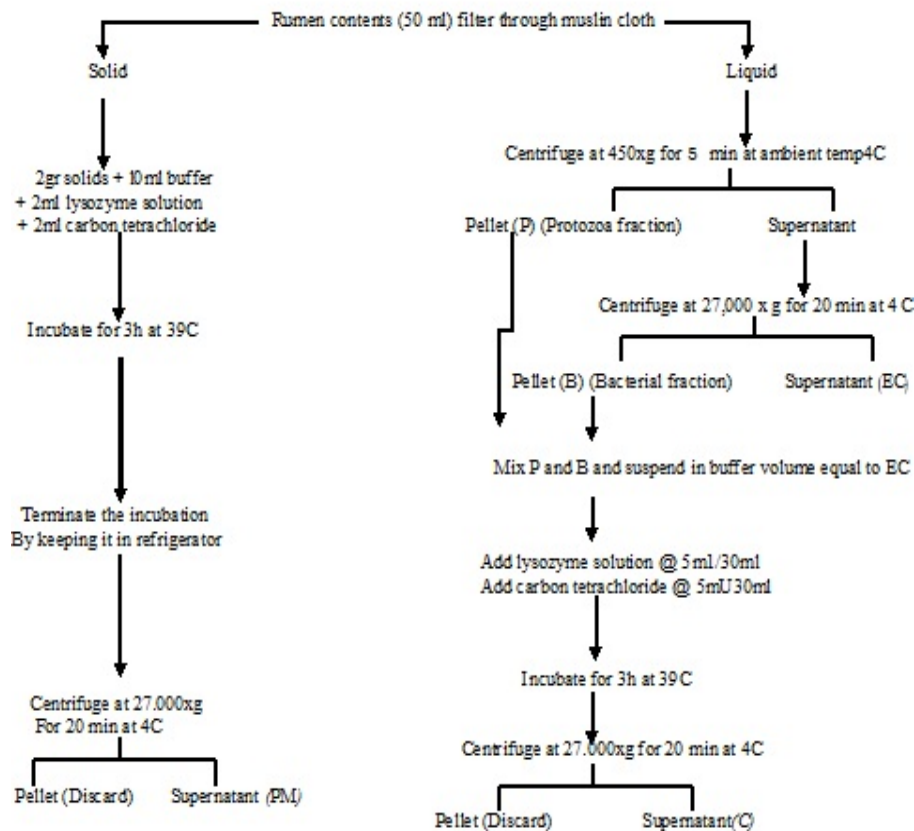 Rumen contents (50 ml) filter through muslin cloth
Solid
2gr solids + 10ml buffer
+ 2ml lysozyme solution
+ 2ml carbon tetrachloride
Incubate for 3h at 39C
Terminate the incubation
By keeping it in refrigerator
Centrifuge at 27.000xg
For 20 min at 4C
Pellet (Discard)
Supernatant (PM)
Liquid
Centrifuge at 450xg for 5 min at ambient temp4C
Pellet (P) (Protozoa fraction)
Supernatant
Centrifuge at 27,000 x g for 20 min at 4 C
Pellet (B) (Bacterial fraction)
Supernatant (EC)
Mix P and B and suspend in buffer volume equal to EC
Add lysozyme solution @ 5ml/30ml
Add carbon tetrachloride @ 5mU30ml
Incubate for 3h at 39C
Centrifuge at 27.000xg for 20 min at 4C
Pellet (Discard)
Supernatant(C)